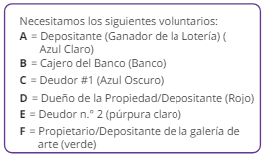 Necesitamos los siguientes voluntarios:
A = Depositante (Ganador de la Lotería) (
Azul Claro)
B = Cajero del Banco (Banco)
C = Deudor #1 (Azul Oscuro)
D = Dueño de la Propiedad/Depositante (Rojo)
E = Deudor n.° 2 (púrpura claro)
F = Propietario/Depositante de la galería de
arte (verde)